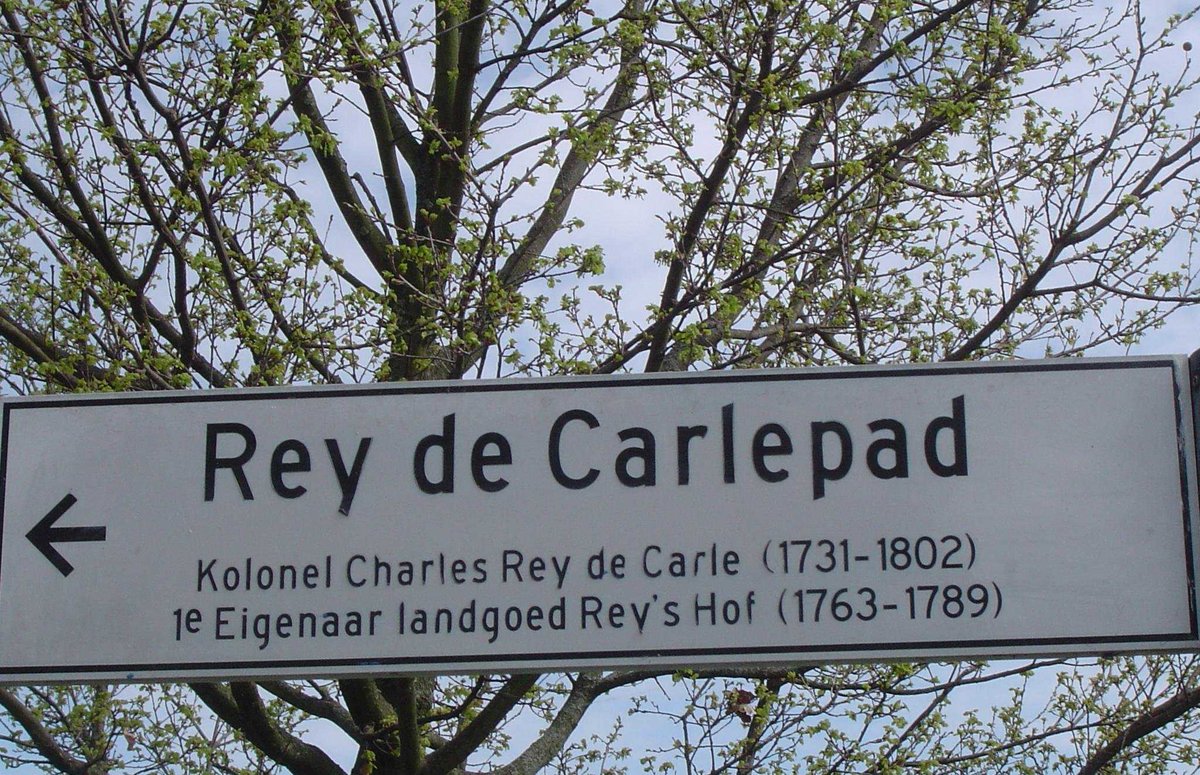 Rey de Carlepad
Kolonel Charles Rey de Carle (1731-1802)
1e Eigenaar landgoed Rey's Hof (1763-1789)